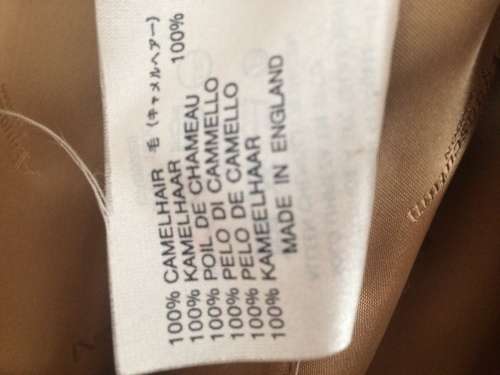 100% CAMELHAIR 毛 (キャメルヘアー) 100%
100% KAMELHAAR
100% POIL DE CHAMEAU
100% PELO DI CAMMELLO
100% PELO DE CAMELLO
100% KAMEELHAAR
MADE IN ENGLAND